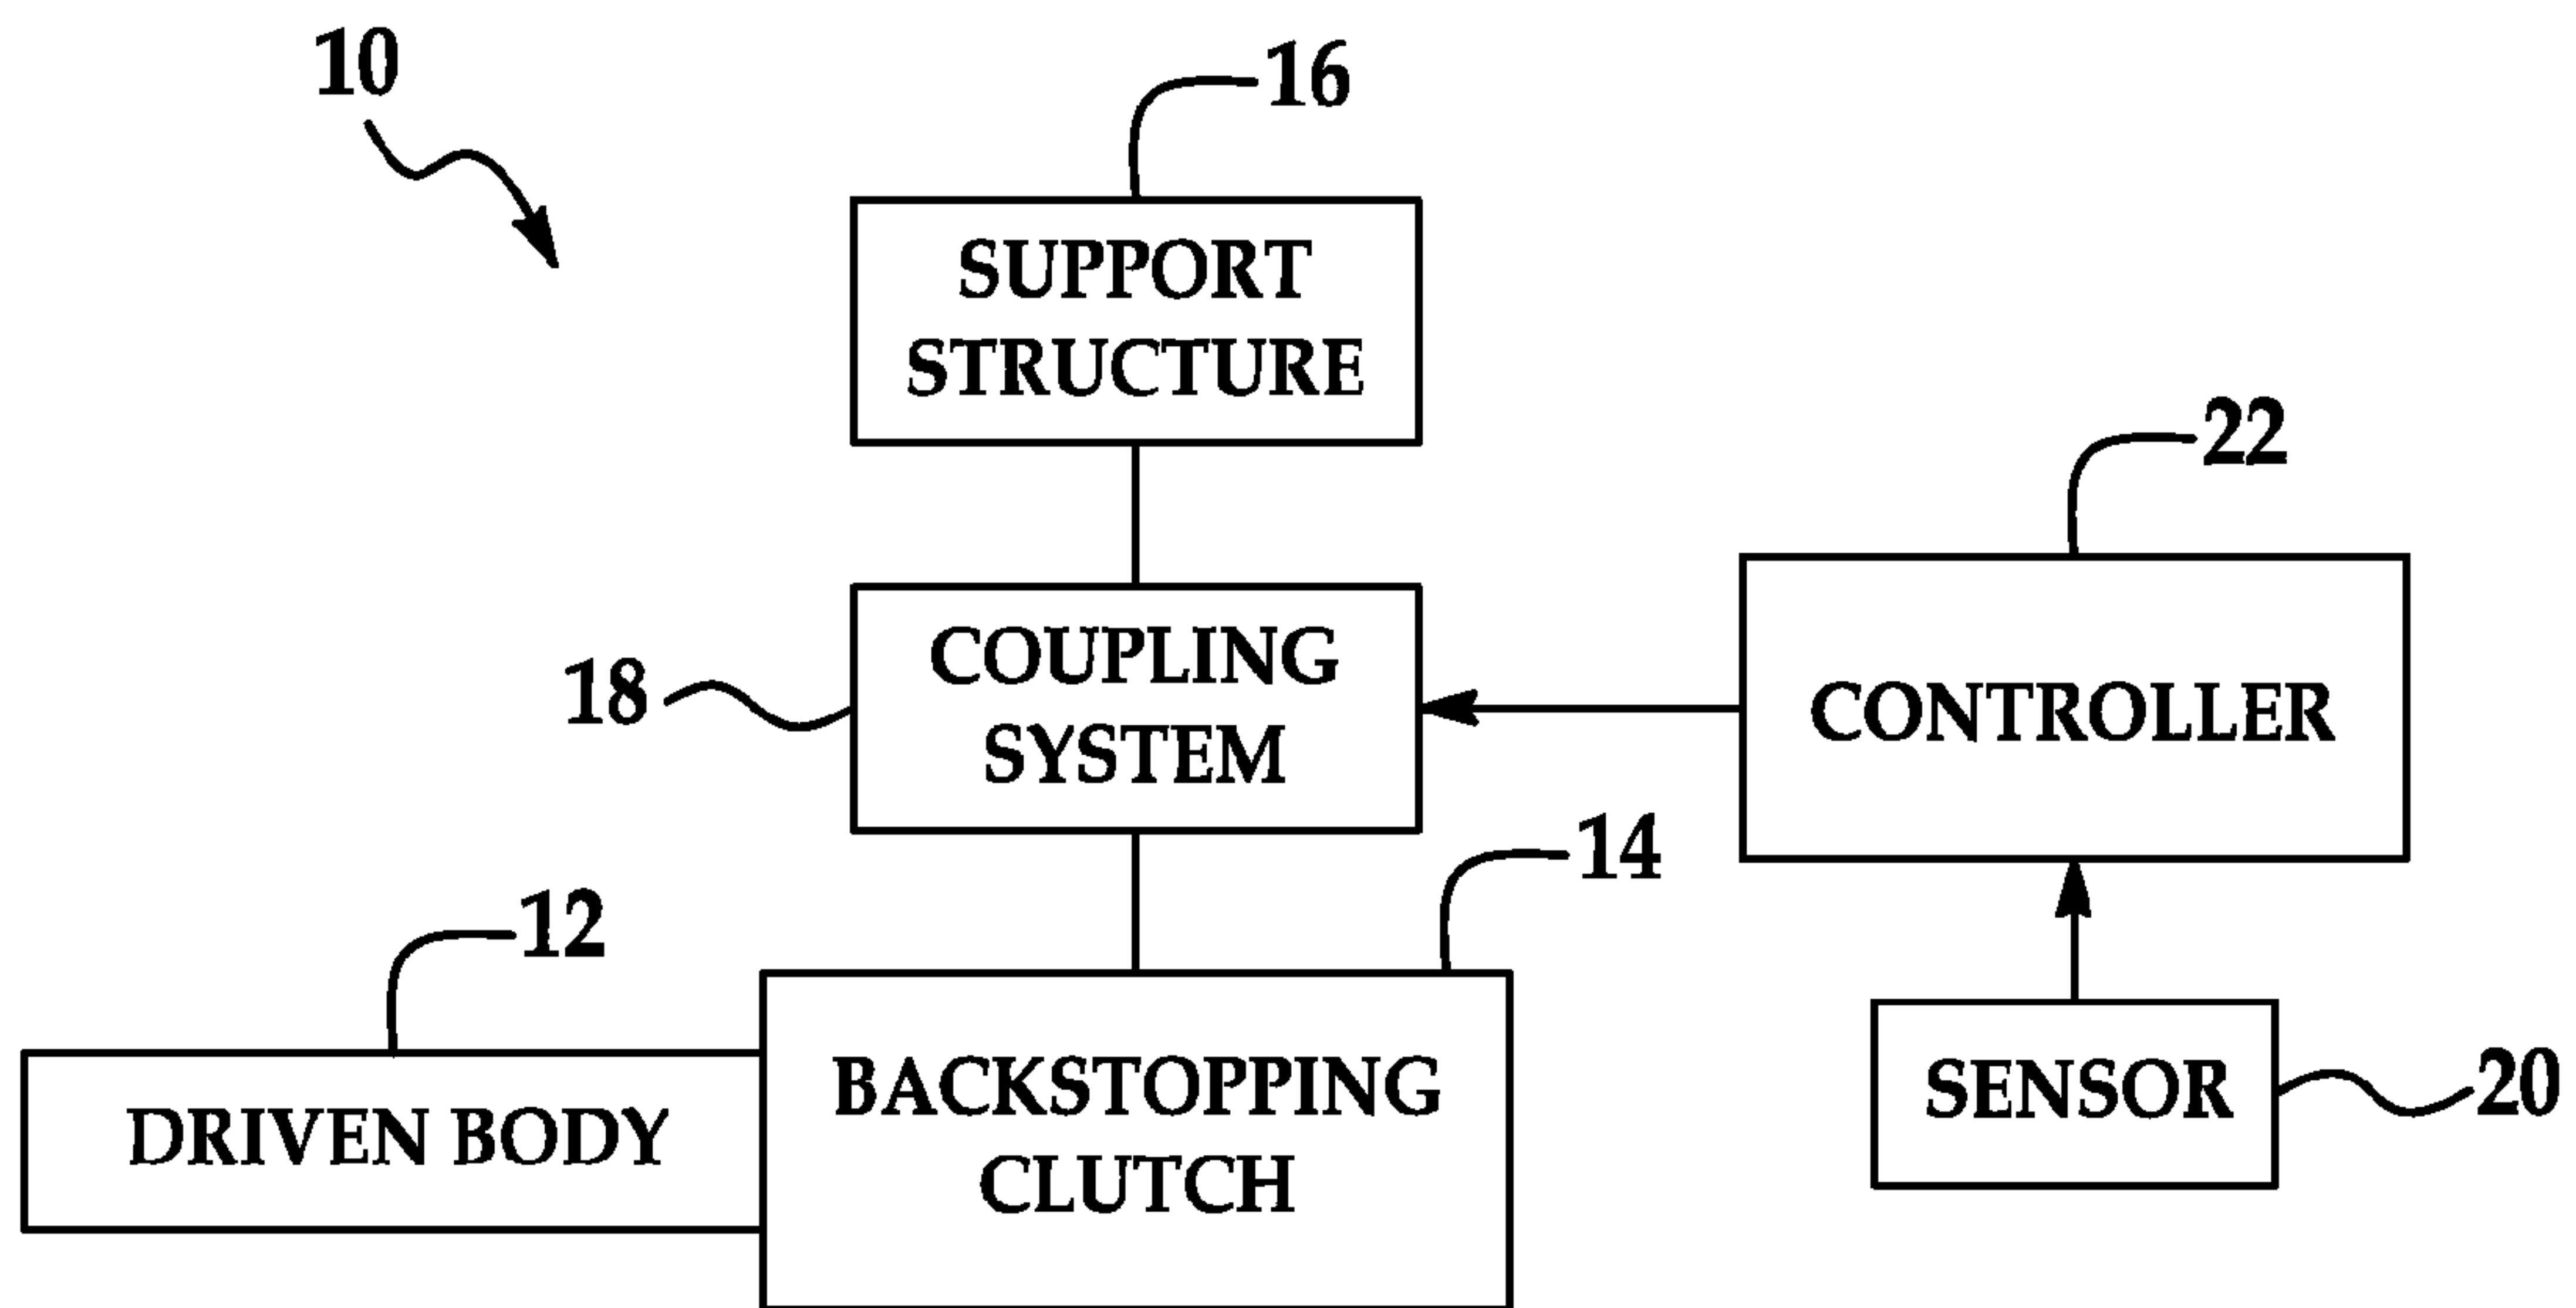 10
16
SUPPORT
STRUCTURE
22
COUPLING
SYSTEM
18
CONTROLLER
14
12
BACKSTOPPING
CLUTCH
DRIVEN BODY
SENSOR
20